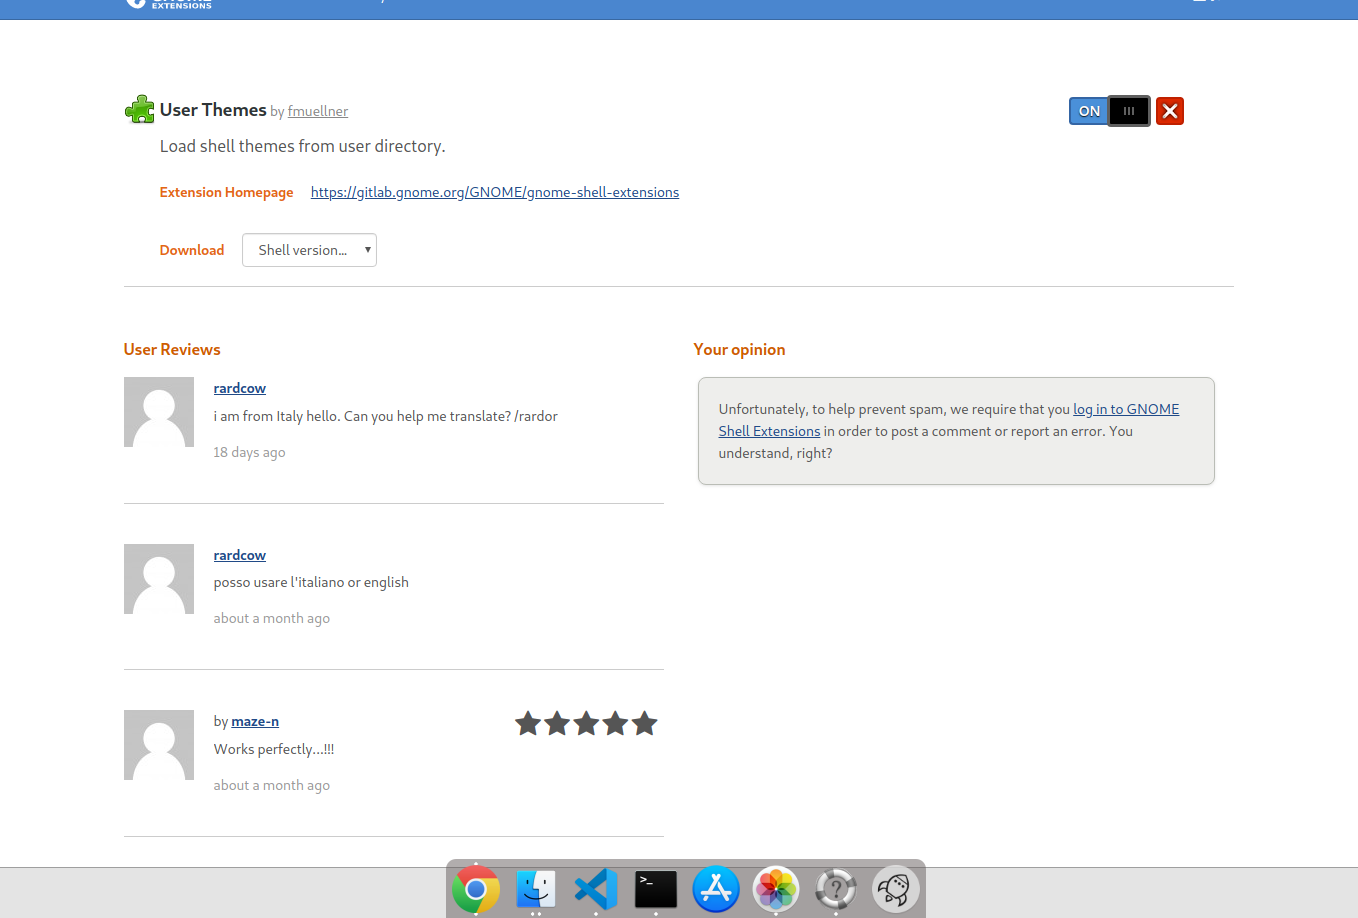 EXTENSIONS
User Themes by fmuellner
ON
Load shell themes from user directory.
Extension Homepage https://gitlab.gnome.org/GNOME/gnome-shell-extensions
Download Shell version...
User Reviews
rardcow
i am from Italy hello. Can you help me translate? /rardor
18 days ago
rardcow
posso usare l'italiano or english
about a month ago
by maze-n
Works perfectly...!!!
about a month ago
Your opinion
Unfortunately, to help prevent spam, we require that you log in to GNOME
Shell Extensions in order to post a comment or report an error. You
understand, right?
>_
?